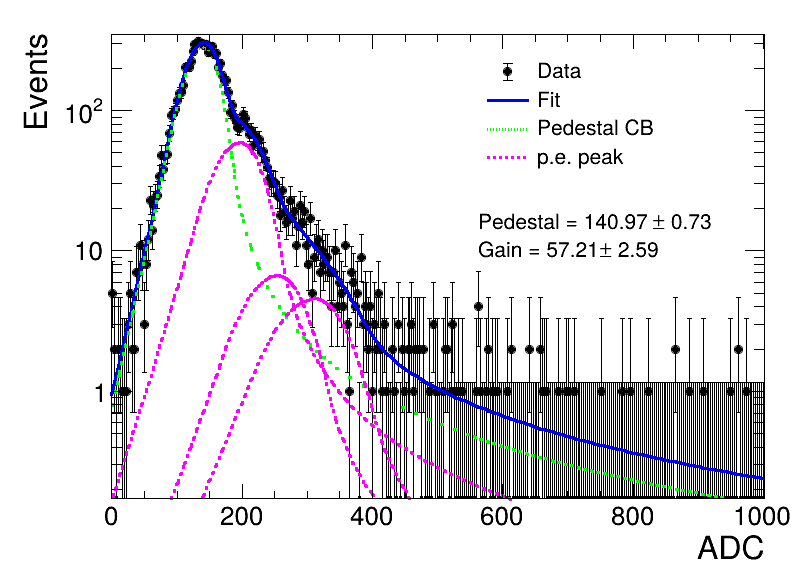 Events
10²
10
1
Data
Fit
Pedestal CB
p.e. peak
Pedestal = 140.97 ± 0.73
Gain = 57.21± 2.59
0 200 400 600 800 1000
ADC